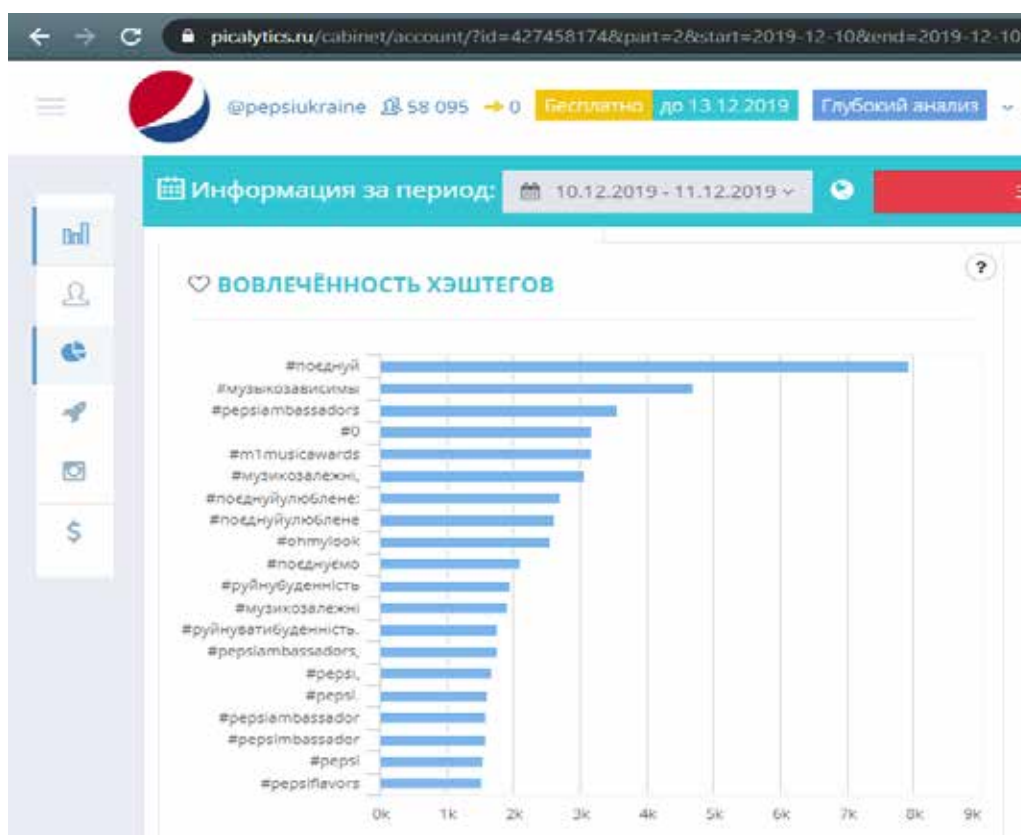 picalytics.ru/cabinet/account/?id=427458174&part=2&start=2019-12-10&end=2019-12-10
@pepsiukraine 58 095 0 Бесплатно до 13.12.2019 Глубокий анализ
Информация за период: 10.12.2019 - 11.12.2019
?
ВОВЛЕЧЁННОСТЬ ХЭШТЕГОВ
#поєднуй
#музыкозависимы
#pepsiambassadors
#0
#m1musicawards
#музикозалежні,
#поєднуйулюблене:
#поєднуйулюблене
#ohmylook
#поєднуємо
#руйнубуденність
#музикозалежні
#руйнуватибуденність.
#pepsiambassadors,
#pepsi,
#pepsi.
#pepsiambassador
#pepsimbassador
#pepsi
#pepsiflavors
0k 1k 2k 3k 4k 5k 6k 7k 8k 9k
$